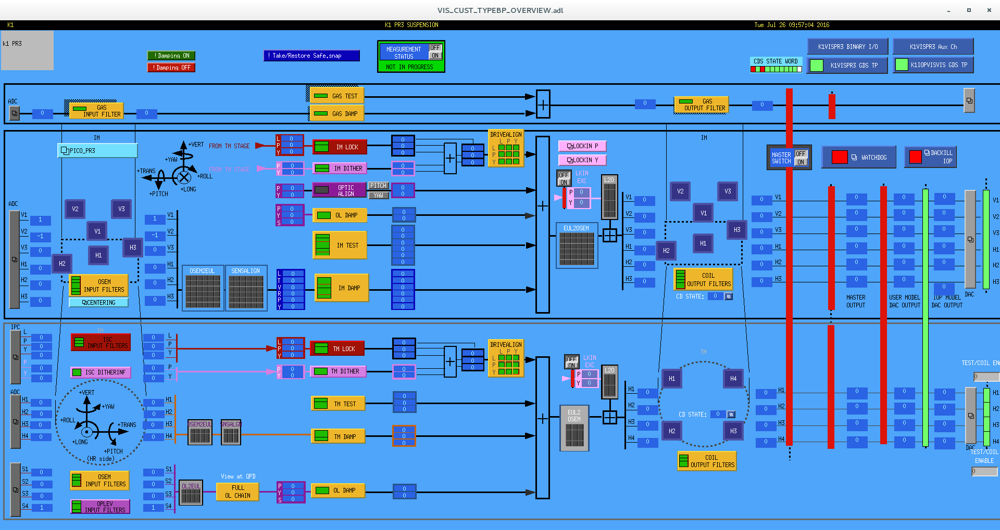 VIS_CUST_TYPEBP_OVERVIEW.adl
K1 K1 PR3 SUSPENSION Tue Jul 26 09:57:04 2016
k1 PR3
!Damping ON
!Damping OFF
! Take/Restore Safe.snap
MEASUREMENT STATUS OFF ON
NOT IN PROGRESS
CDS STATE WORD
K1VISPR3 BINARY I/O
K1VISPR3 Aux Ch
K1VISPR3 GDS TP
K1IOPVISVIS GDS TP
ADC
0
GAS INPUT FILTER
0
GAS TEST
GAS DAMP
+
0
GAS OUTPUT FILTER
0
IM
PICO_PR3
+VERT
+YAW
+TRANS
+ROLL
+PITCH
+LONG
FROM TM STAGE
FROM TM STAGE
L 0
P 0
Y 0
IM LOCK
0
0
0
P 0
Y 0
IM DITHER
0
0
+
0
0
0
DRIVEALIGN
L P Y
L
P
Y
P 0
Y 0
OPTIC ALIGN
PITCH
YAW
0
0
P 0
Y 0
S 0
OL DAMP
0
0
IM TEST
0
0
0
0
0
0
ADC
V1 1
V2 -1
V3 0
H1 0
H2 0
H3 0
V2
V3
V1
H3
H1
H2
OSEM INPUT FILTERS
CENTERING
1 V1
-1 V2
0 V3
0 H1
0 H2
0 H3
OSEM2EUL
SENSALIGN
L 0
T 0
V 0
R 0
P 0
Y 0
IM DAMP
0
0
0
0
0
0
+
LOCKIN P
LOCKIN Y
OFF
ON
LKIN EXC
P 0
Y 0
L2O
EUL2OSEM
V1 0
V2 0
V3 0
H1 0
H2 0
H3 0
IM
V2
V3
V1
H3
H1
H2
COIL OUTPUT FILTERS
CD STATE: 0
MASTER SWITCH OFF ON
WATCHDOG
DACKILL IOP
0 V1 0 0 0 V1
0 V2 0 0 0 V2
0 V3 0 0 0 V3
0 H1 0 0 0 H1
0 H2 0 0 0 H2
0 H3 0 0 0 H3
MASTER OUTPUT
USER MODEL DAC OUTPUT
IOP MODEL DAC OUTPUT
DAC
IPC
L 0
P 0
Y 0
P 0
Y 0
TM
ISC INPUT FILTERS
ISC DITHERINF
0 L
0 P
0 Y
0 P
0 Y
L 0
P 0
Y 0
TM LOCK
0
0
0
P 0
Y 0
TM DITHER
0
0
+
0
0
0
DRIVEALIGN
L P Y
L
P
Y
ADC
H1 0
H2 0
H3 0
H4 0
+VERT
+YAW
+ROLL
+TRANS
+LONG
+PITCH
(HR side)
0 H1
0 H2
0 H3
0 H4
OSEM2EUL
SNSALGN
TM TEST
0
0
0
TM DAMP
0
0
0
+
OFF
ON
LKIN EXC
P 0
Y 0
L2O
EUL2 OSEM
H1 0
H2 0
H3 0
H4 0
TM
H1
H4
CD STATE: 0
H2
H3
COIL OUTPUT FILTERS
0 H1 0 0 0 H1
0 H2 0 0 0 H2
0 H3 0 0 0 H3
0 H4 0 0 0 H4
DAC
TEST/COIL EN
0
TEST/COIL ENABLE
0
S1 0
S2 0
S3 0
S4 1
OSEM INPUT FILTERS
OPLEV INPUT FILTERS
0 S1
0 S2
0 S3
1 S4
OL2EUL
View at QPD
FULL OL CHAIN
P 0
Y 0
S 0
OL DAMP
0
0